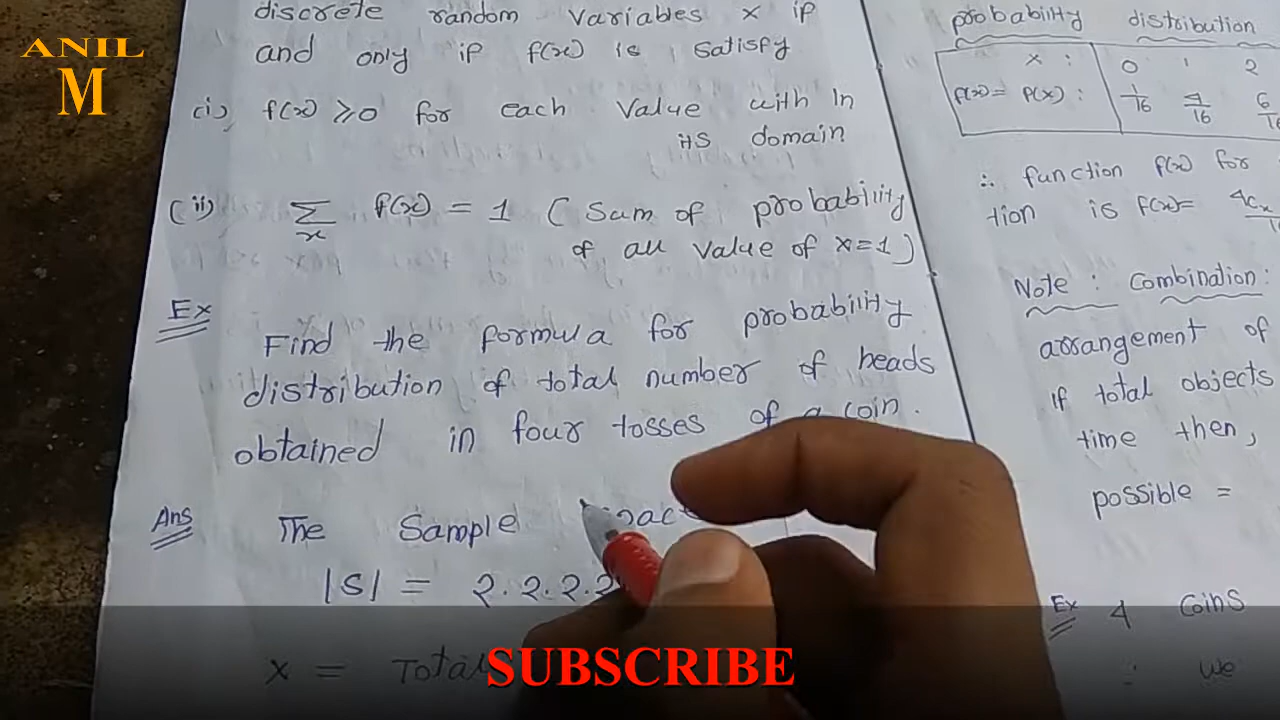 ANIL
M
discrete random variables x if
and only if f(x) is satisfy
(i) f(x) ≥0 for each value with in
its domain
(ii) ∑x f(x) = 1 ( Sum of probability
of all value of x=1)
Ex
Find the formula for probability
distribution of total number of heads
obtained in four tosses of a coin.
Ans The Sample space
|S| = 2.2.2.2
x = Total
probability distribution
x : 0 1 2
f(x)= P(x) : 1/16 4/16 6/16
∴ function f(x) for
tion is f(x)= 4Cx
Note : Combination:
arrangement of
if total objects
time then,
possible =
Ex 4 coins
∴ we
SUBSCRIBE